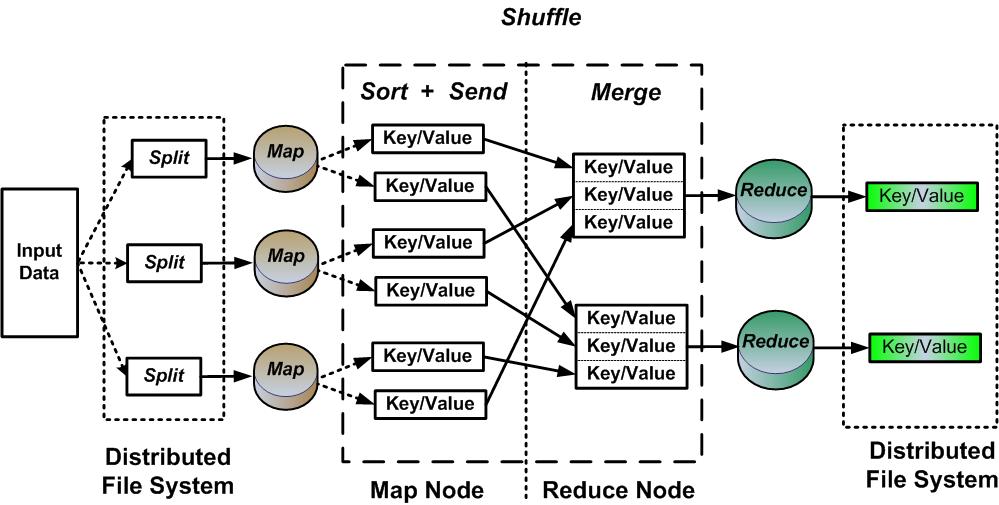 Shuffle
Sort + Send
Merge
Input
Data
Split
Split
Split
Map
Map
Map
Key/Value
Key/Value
Key/Value
Key/Value
Key/Value
Key/Value
Key/Value
Key/Value
Key/Value
Key/Value
Key/Value
Key/Value
Reduce
Reduce
Key/Value
Key/Value
Distributed
File System
Map Node
Reduce Node
Distributed
File System